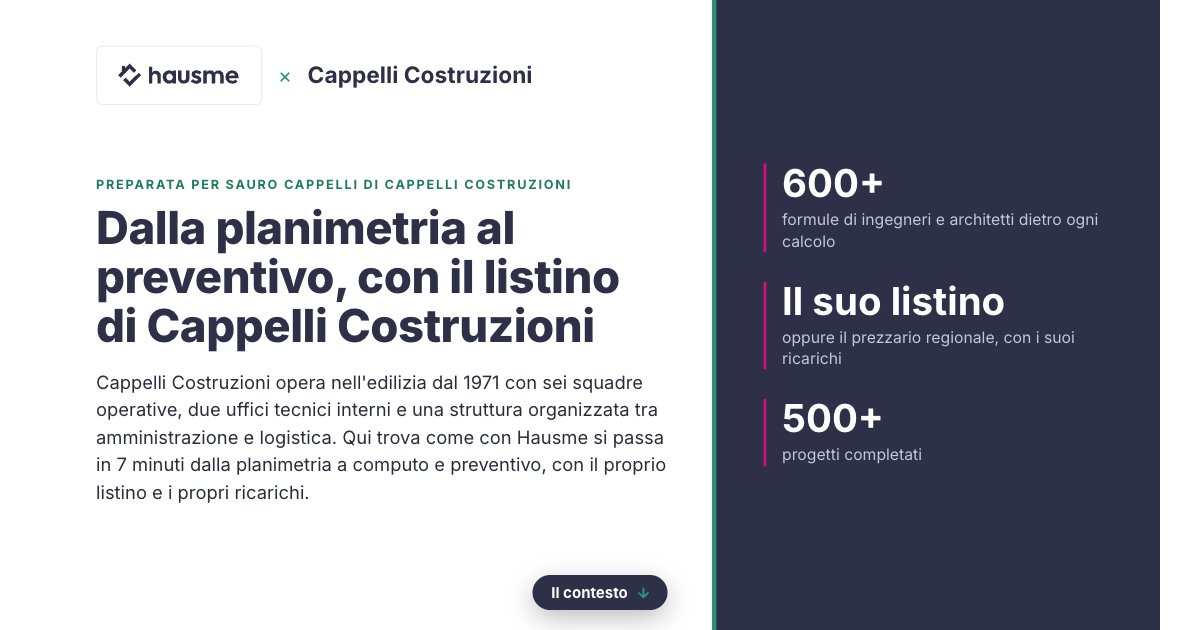 hausme × Cappelli Costruzioni
PREPARATA PER SAURO CAPPELLI DI CAPPELLI COSTRUZIONI
Dalla planimetria al
preventivo, con il listino
di Cappelli Costruzioni
Cappelli Costruzioni opera nell'edilizia dal 1971 con sei squadre
operative, due uffici tecnici interni e una struttura organizzata tra
amministrazione e logistica. Qui trova come con Hausme si passa
in 7 minuti dalla planimetria a computo e preventivo, con il proprio
listino e i propri ricarichi.
Il contesto ↓
600+
formule di ingegneri e architetti dietro ogni
calcolo
Il suo listino
oppure il prezzario regionale, con i suoi
ricarichi
500+
progetti completati